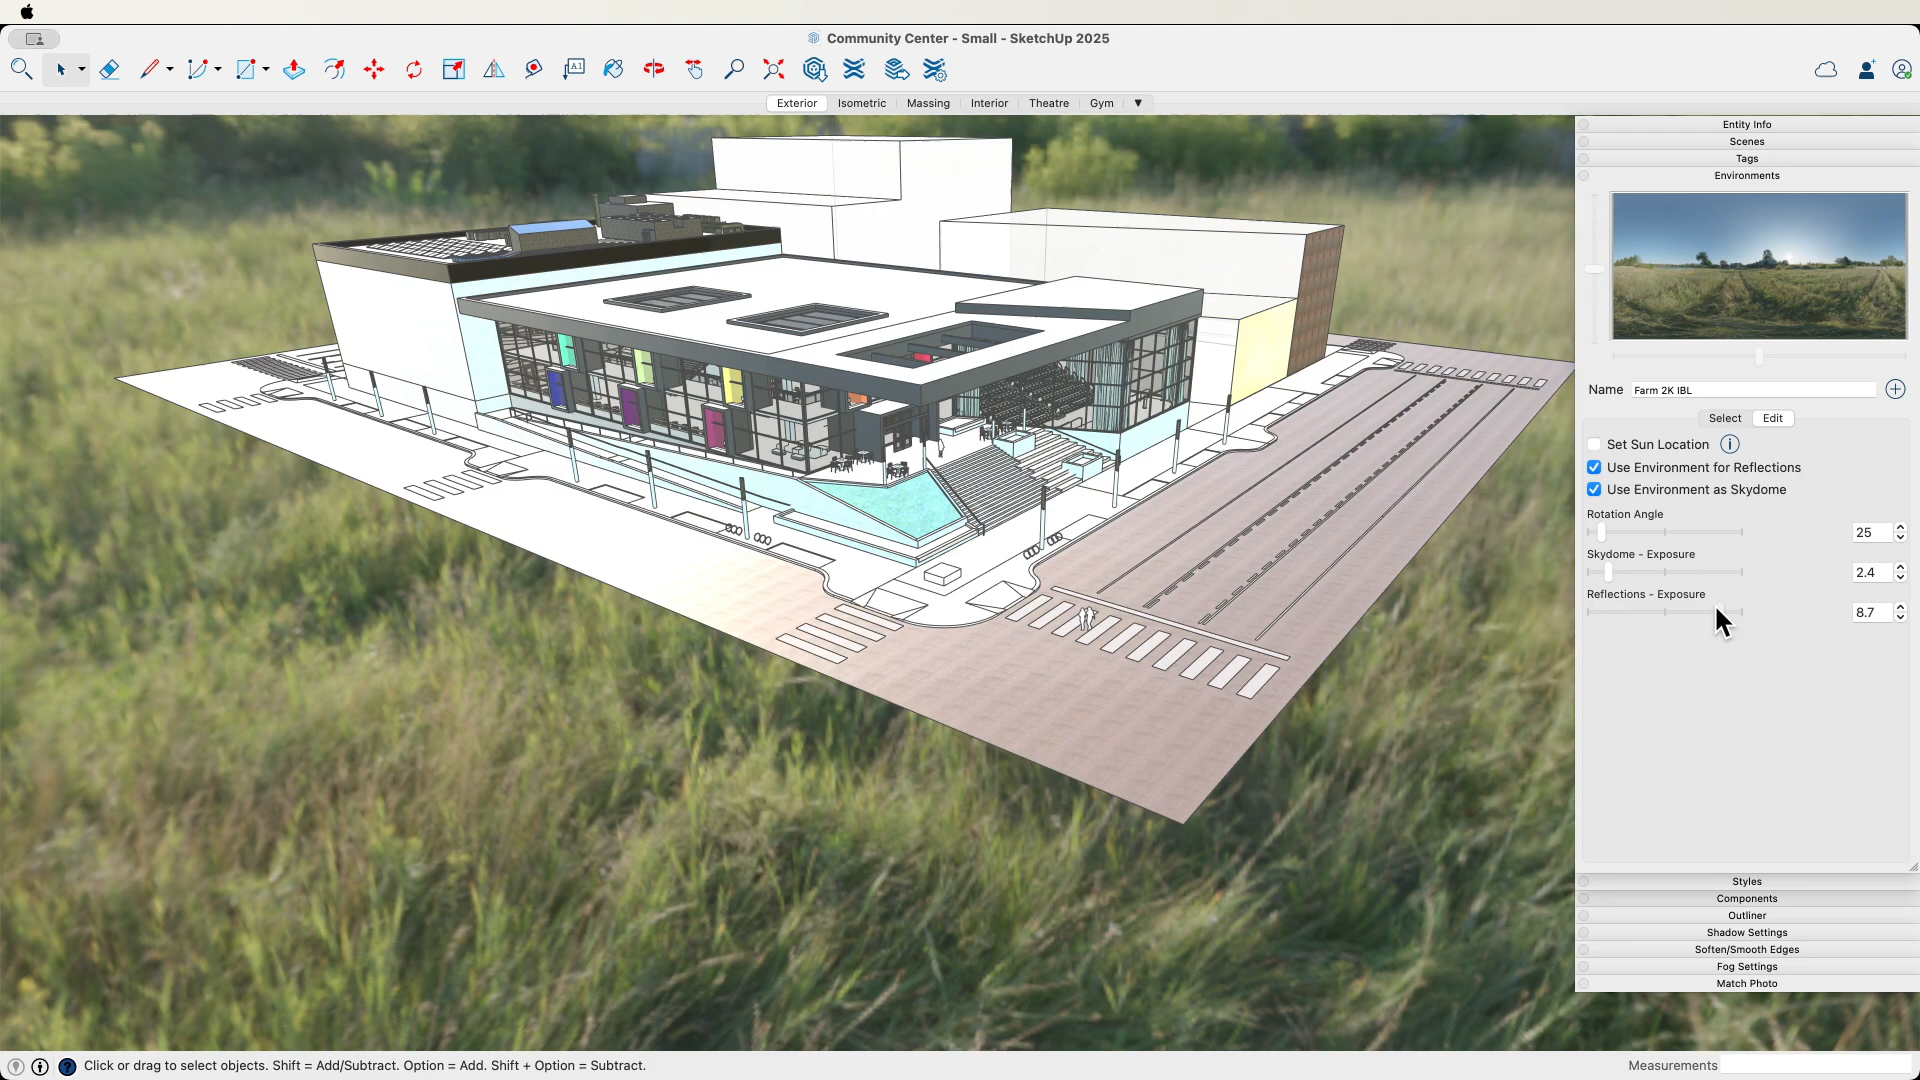 Community Center - Small - SketchUp 2025
A1
Exterior Isometric Massing Interior Theatre Gym
Entity Info
Scenes
Tags
Environments
Name Farm 2K IBL
Select Edit
Set Sun Location
Use Environment for Reflections
Use Environment as Skydome
Rotation Angle
25
Skydome - Exposure
2.4
Reflections - Exposure
8.7
Styles
Components
Outliner
Shadow Settings
Soften/Smooth Edges
Fog Settings
Match Photo
Click or drag to select objects. Shift = Add/Subtract. Option = Add. Shift + Option = Subtract.
Measurements